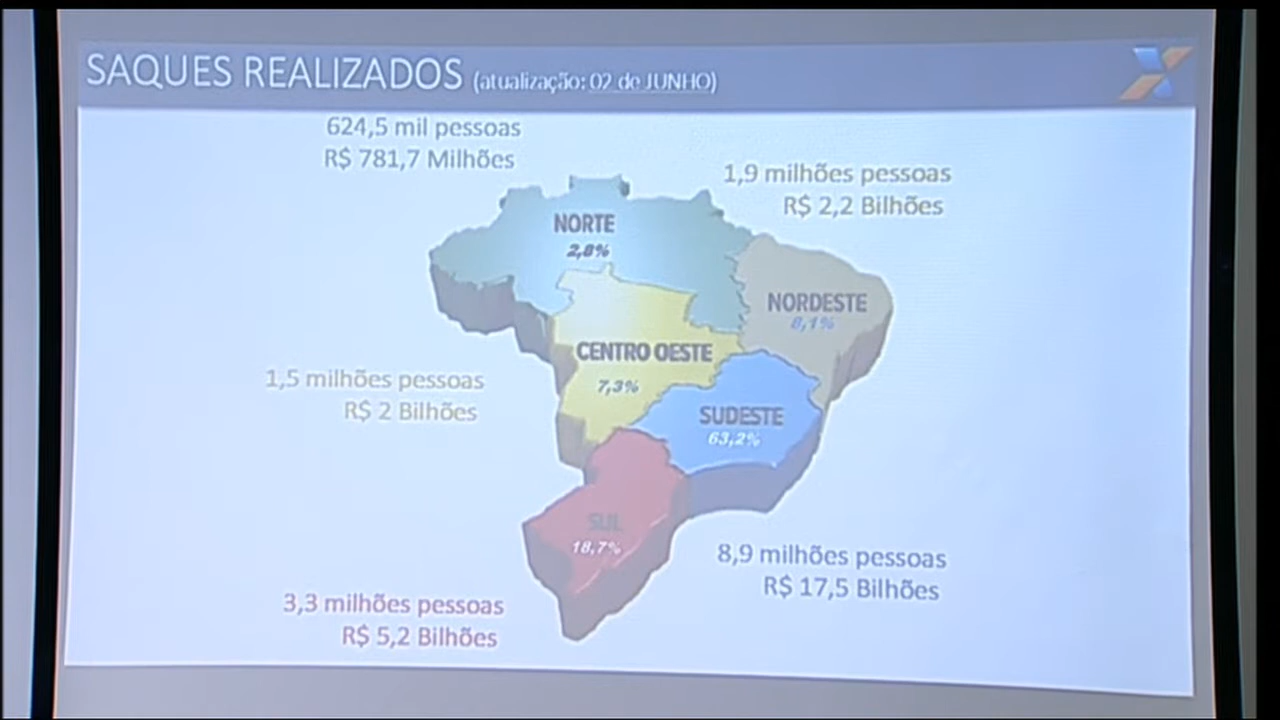 SAQUES REALIZADOS (atualização: 02 de JUNHO)
624,5 mil pessoas
R$ 781,7 Milhões
1,9 milhões pessoas
R$ 2,2 Bilhões
NORTE
2,8%
NORDESTE
8,1%
CENTRO OESTE
7,3%
1,5 milhões pessoas
R$ 2 Bilhões
SUDESTE
63,2%
SUL
18,7%
8,9 milhões pessoas
R$ 17,5 Bilhões
3,3 milhões pessoas
R$ 5,2 Bilhões